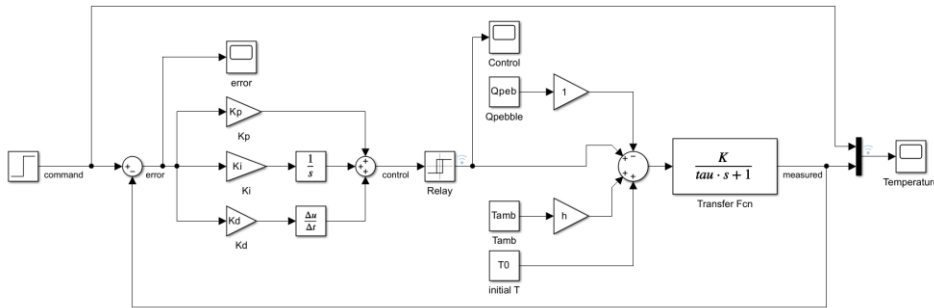 error
Control
Kp
Kp
Qpeb
1
Qpebble
command
+
−
error
Ki
Ki
1
s
+
+
+
control
Relay
−
+
+
+
K
tau · s + 1
Transfer Fcn
measured
Temperature
Kd
Kd
Δu
Δt
Tamb
h
Tamb
T0
initial T